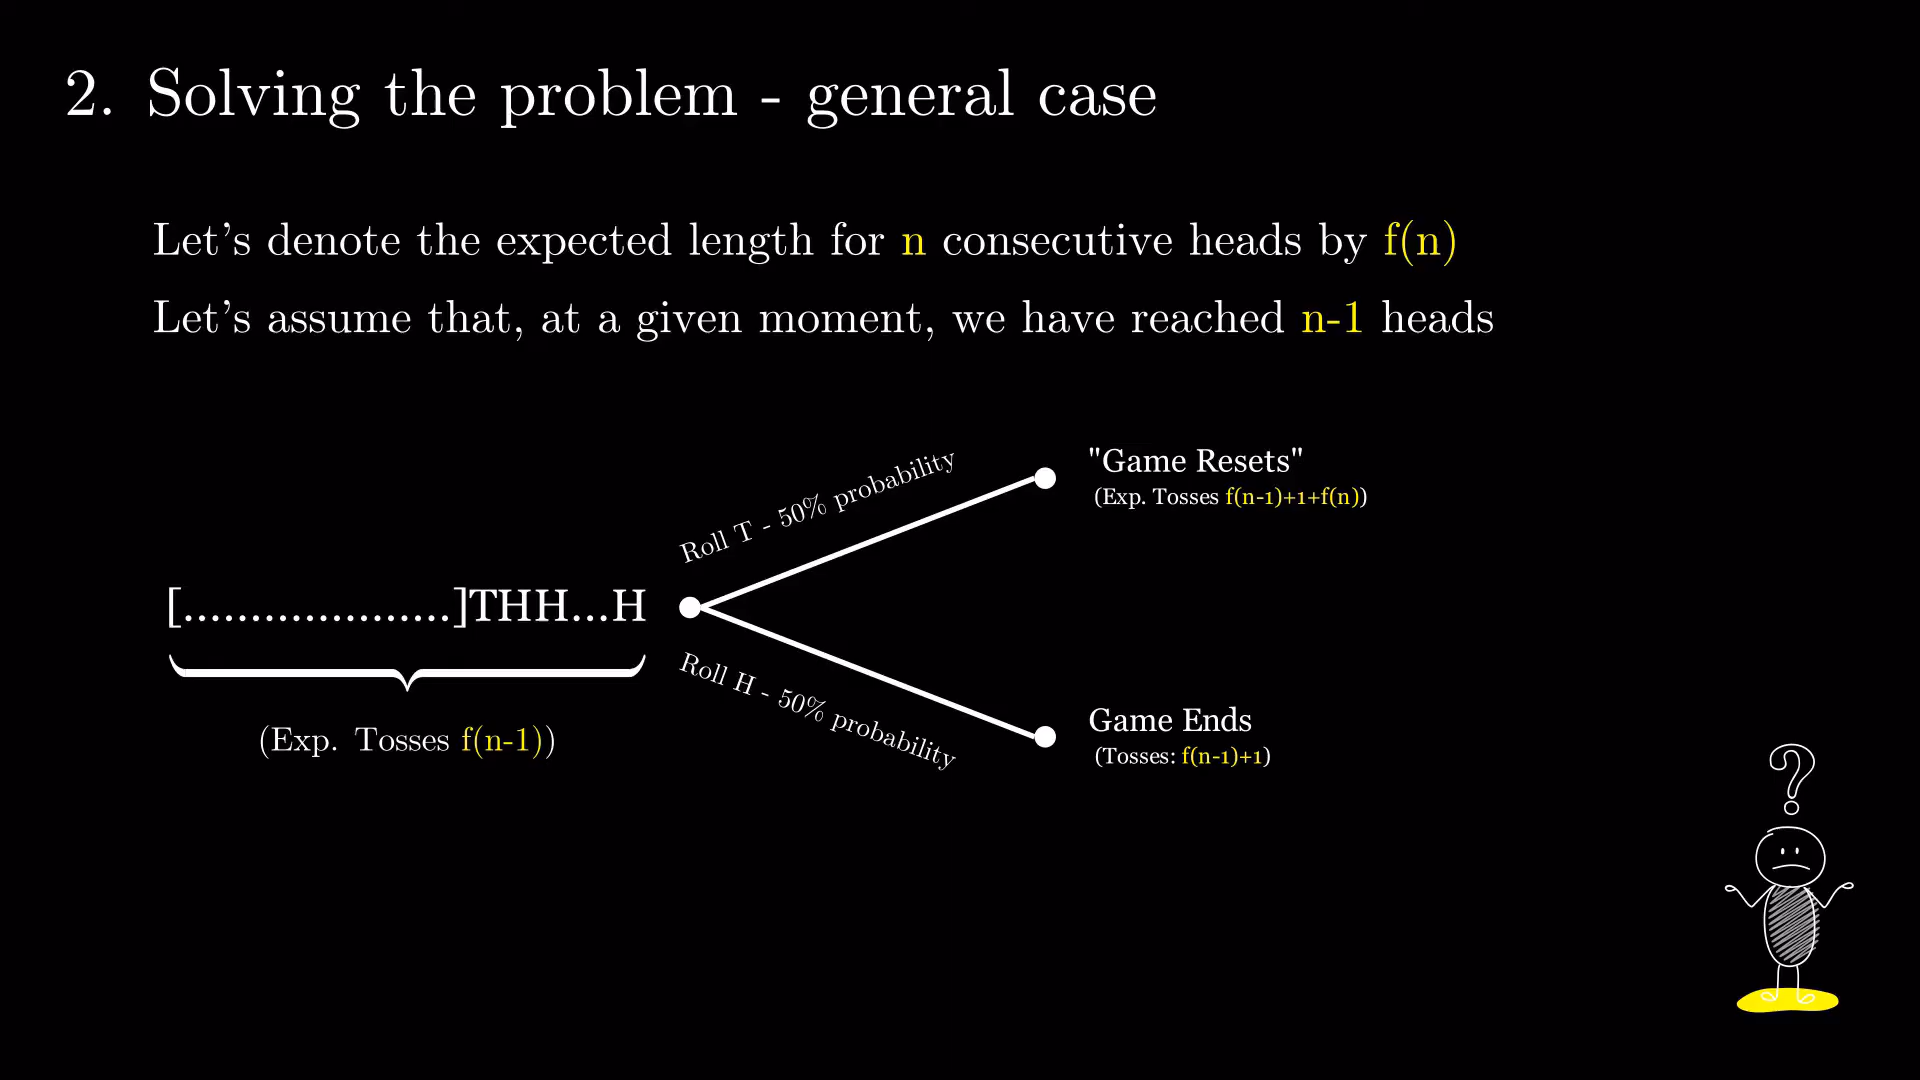 2. Solving the problem - general case
Let's denote the expected length for n consecutive heads by f(n)
Let's assume that, at a given moment, we have reached n-1 heads
Roll T - 50% probability
"Game Resets"
(Exp. Tosses f(n-1)+1+f(n))
[....................]THH...H
(Exp. Tosses f(n-1))
Roll H - 50% probability
Game Ends
(Tosses: f(n-1)+1)
?